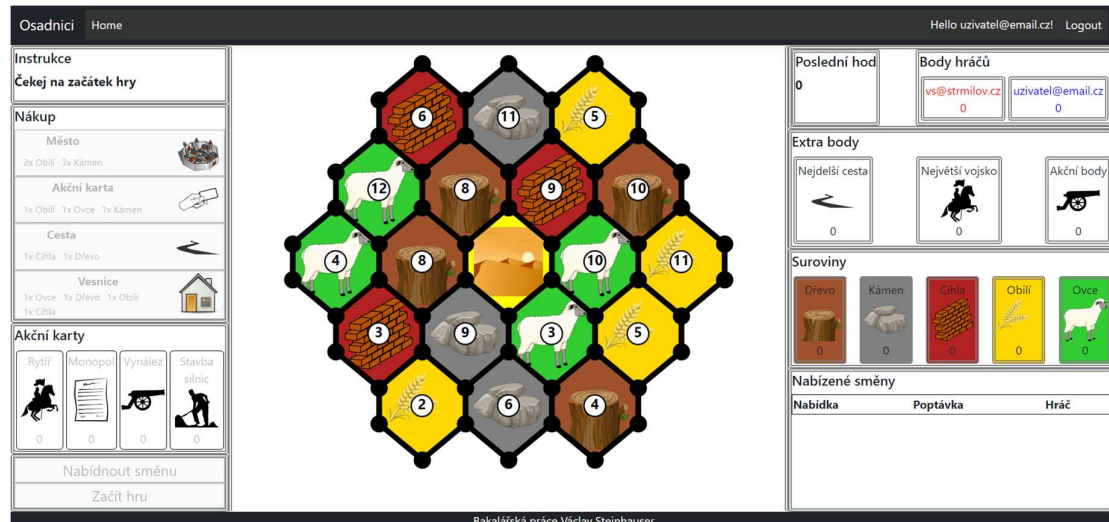 Osadnici Home Hello uzivatel@email.cz! Logout
Instrukce
Čekej na začátek hry
Nákup
Město
2x Obilí 3x Kámen
Akční karta
1x Obilí 1x Ovce 1x Kámen
Cesta
1x Cihla 1x Dřevo
Vesnice
1x Ovce 1x Dřevo 1x Obilí
1x Cihla
Akční karty
Rytíř Monopol Vynález Stavba
silnic
0 0 0 0
Nabídnout směnu
Začít hru
6 11 5
12 8 9 10
4 8 10 11
3 9 3 5
2 6 4
Poslední hod
0
Body hráčů
vs@strmilov.cz uzivatel@email.cz
0 0
Extra body
Nejdelší cesta Největší vojsko Akční body
0 0 0
Suroviny
Dřevo Kámen Cihla Obilí Ovce
0 0 0 0 0
Nabízené směny
Nabídka Poptávka Hráč
Bakalářská práce Václav Steinhauser